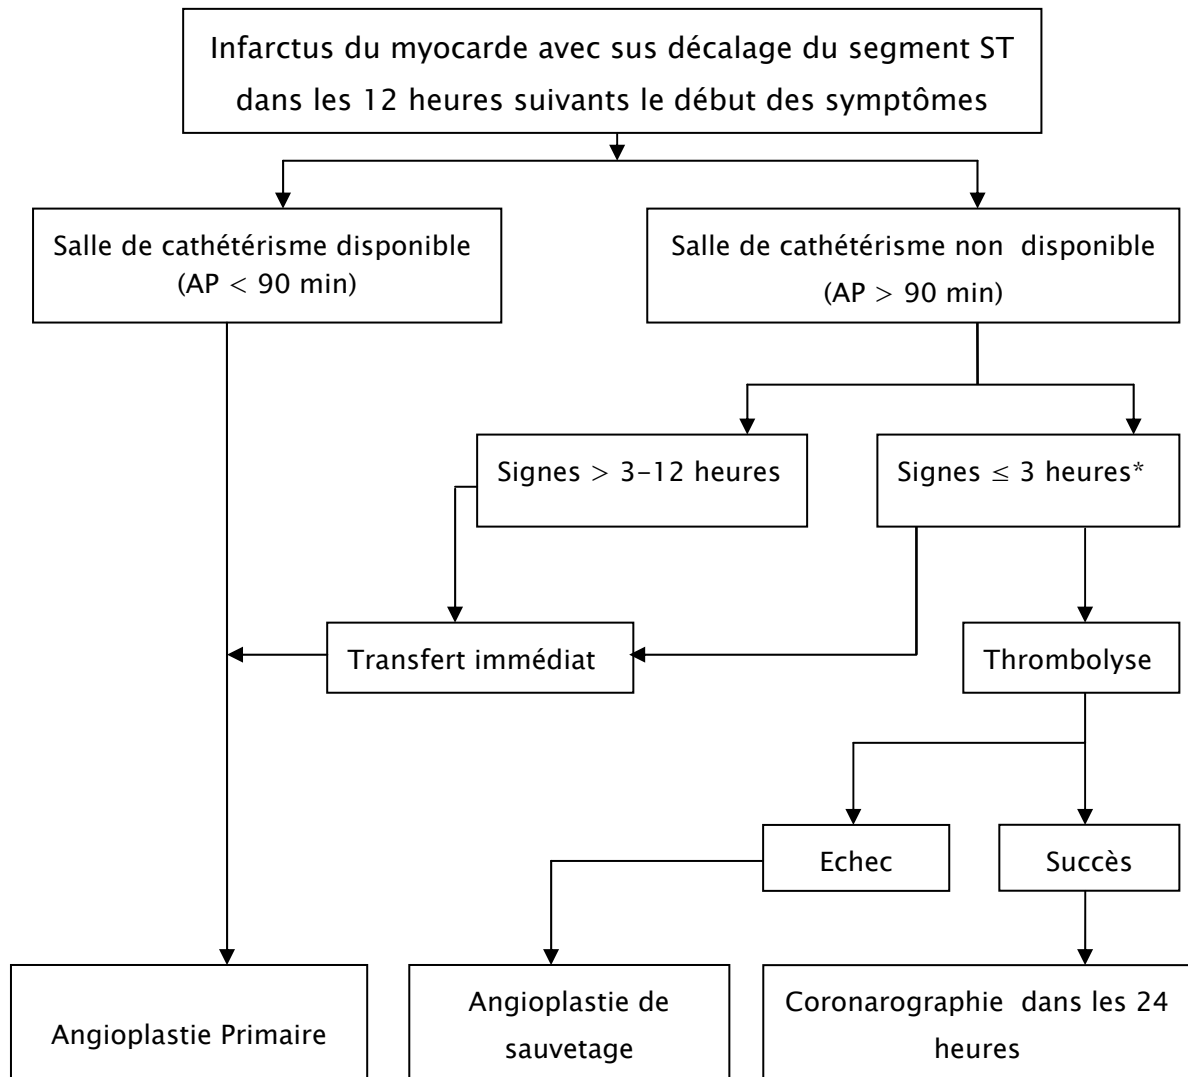 Infarctus du myocarde avec sus décalage du segment ST
dans les 12 heures suivants le début des symptômes
Salle de cathétérisme disponible
(AP < 90 min)
Salle de cathétérisme non disponible
(AP > 90 min)
Signes > 3-12 heures
Signes ≤ 3 heures*
Transfert immédiat
Thrombolyse
Echec
Succès
Angioplastie Primaire
Angioplastie de
sauvetage
Coronarographie dans les 24
heures